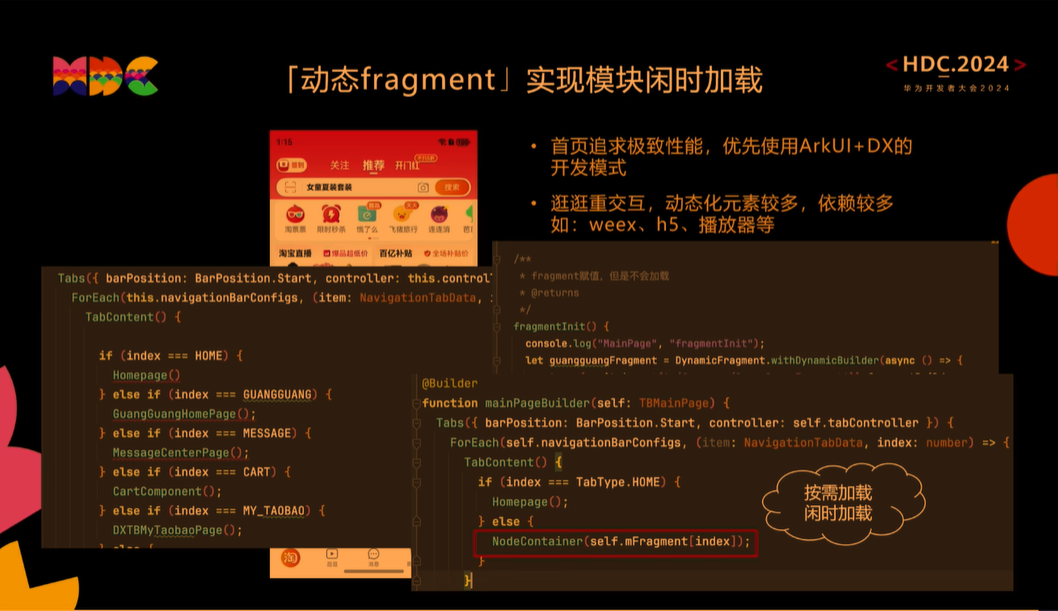 HDC
「动态fragment」实现模块闲时加载
<HDC.2024>
华为开发者大会2024
• 首页追求极致性能，优先使用ArkUI+DX的
开发模式
• 逛逛重交互，动态化元素较多，依赖较多
如：weex、h5、播放器等
1:15
关注 推荐 开门红
女童夏装套装 搜索
淘票票 限时秒杀 饿了么 飞猪旅行 连连消
淘宝直播 爆品超低价 百亿补贴 全场补贴价
Tabs({ barPosition: BarPosition.Start, controller: this.control
ForEach(this.navigationBarConfigs, (item: NavigationTabData,
TabContent() {
if (index === HOME) {
Homepage()
} else if (index === GUANGGUANG) {
GuangGuangHomePage();
} else if (index === MESSAGE) {
MessageCenterPage();
} else if (index === CART) {
CartComponent();
} else if (index === MY_TAOBAO) {
DXTBMyTaobaoPage();
} else {
/**
* fragment赋值，但是不会加载
* @returns
*/
fragmentInit() {
console.log("MainPage", "fragmentInit");
let guangguangFragment = DynamicFragment.withDynamicBuilder(async () => {
@Builder
function mainPageBuilder(self: TBMainPage) {
Tabs({ barPosition: BarPosition.Start, controller: self.tabController }) {
ForEach(self.navigationBarConfigs, (item: NavigationTabData, index: number) => {
TabContent() {
if (index === TabType.HOME) {
Homepage();
} else {
NodeContainer(self.mFragment[index]);
}
}
按需加载
闲时加载
淘 逛逛 消息